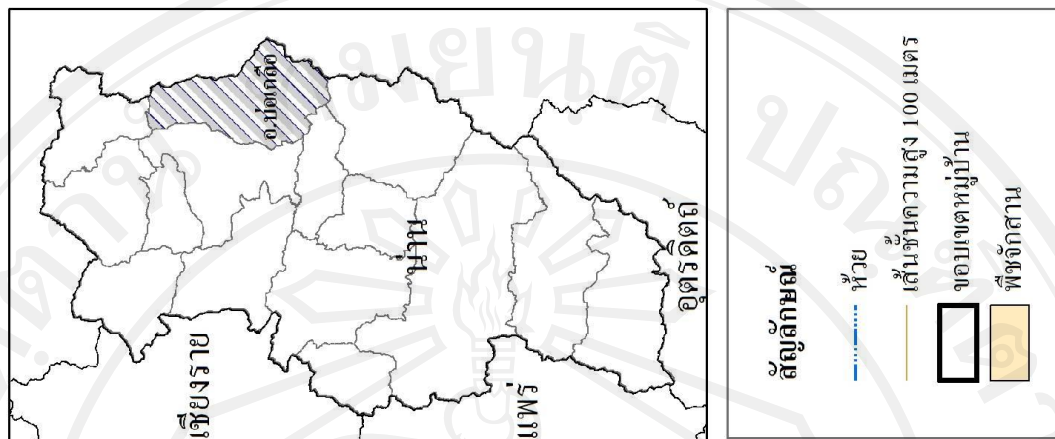 อ.บ่อเกลือ
น่าน
เชียงราย
แพร่
อุตรดิตถ์
สัญลักษณ์
ห้วย
เส้นชั้นความสูง 100 เมตร
ขอบเขตหมู่บ้าน
พืชจักสาน